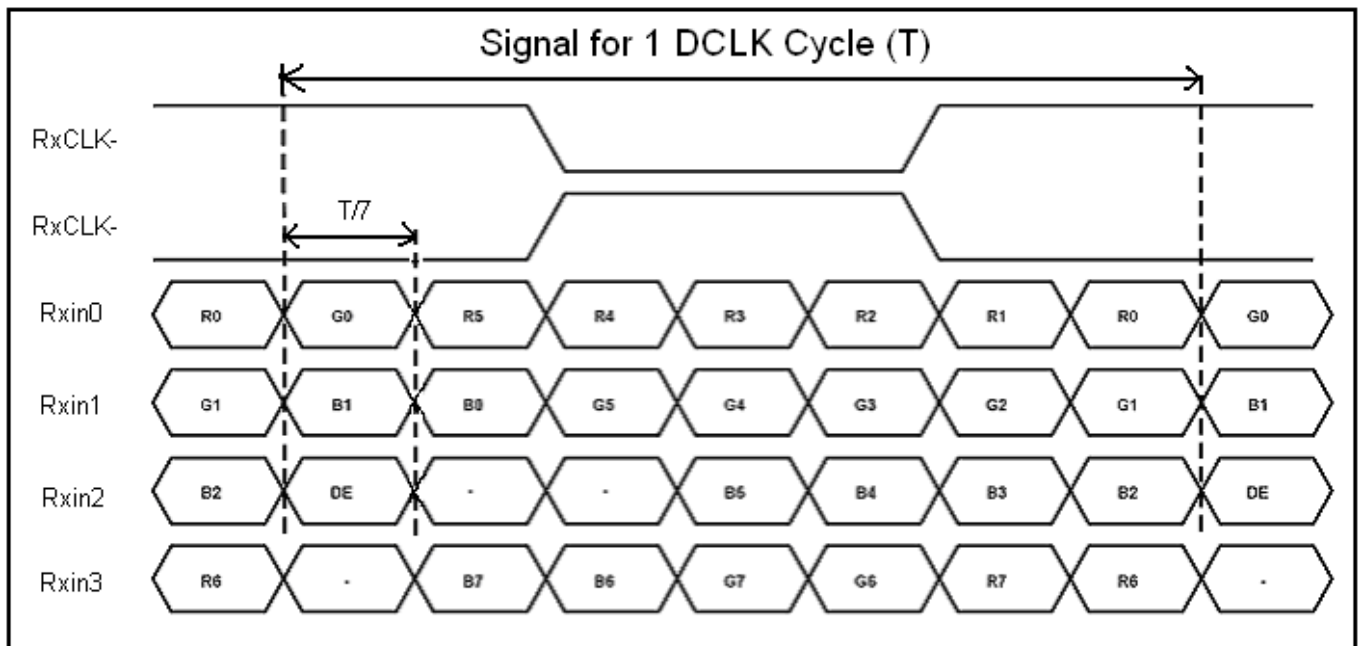 Signal for 1 DCLK Cycle (T)
RxCLK-
RxCLK-
T/7
Rxin0 R0 G0 R5 R4 R3 R2 R1 R0 G0
Rxin1 G1 B1 B0 G5 G4 G3 G2 G1 B1
Rxin2 B2 DE - - B5 B4 B3 B2 DE
Rxin3 R6 - B7 B6 G7 G6 R7 R6 -